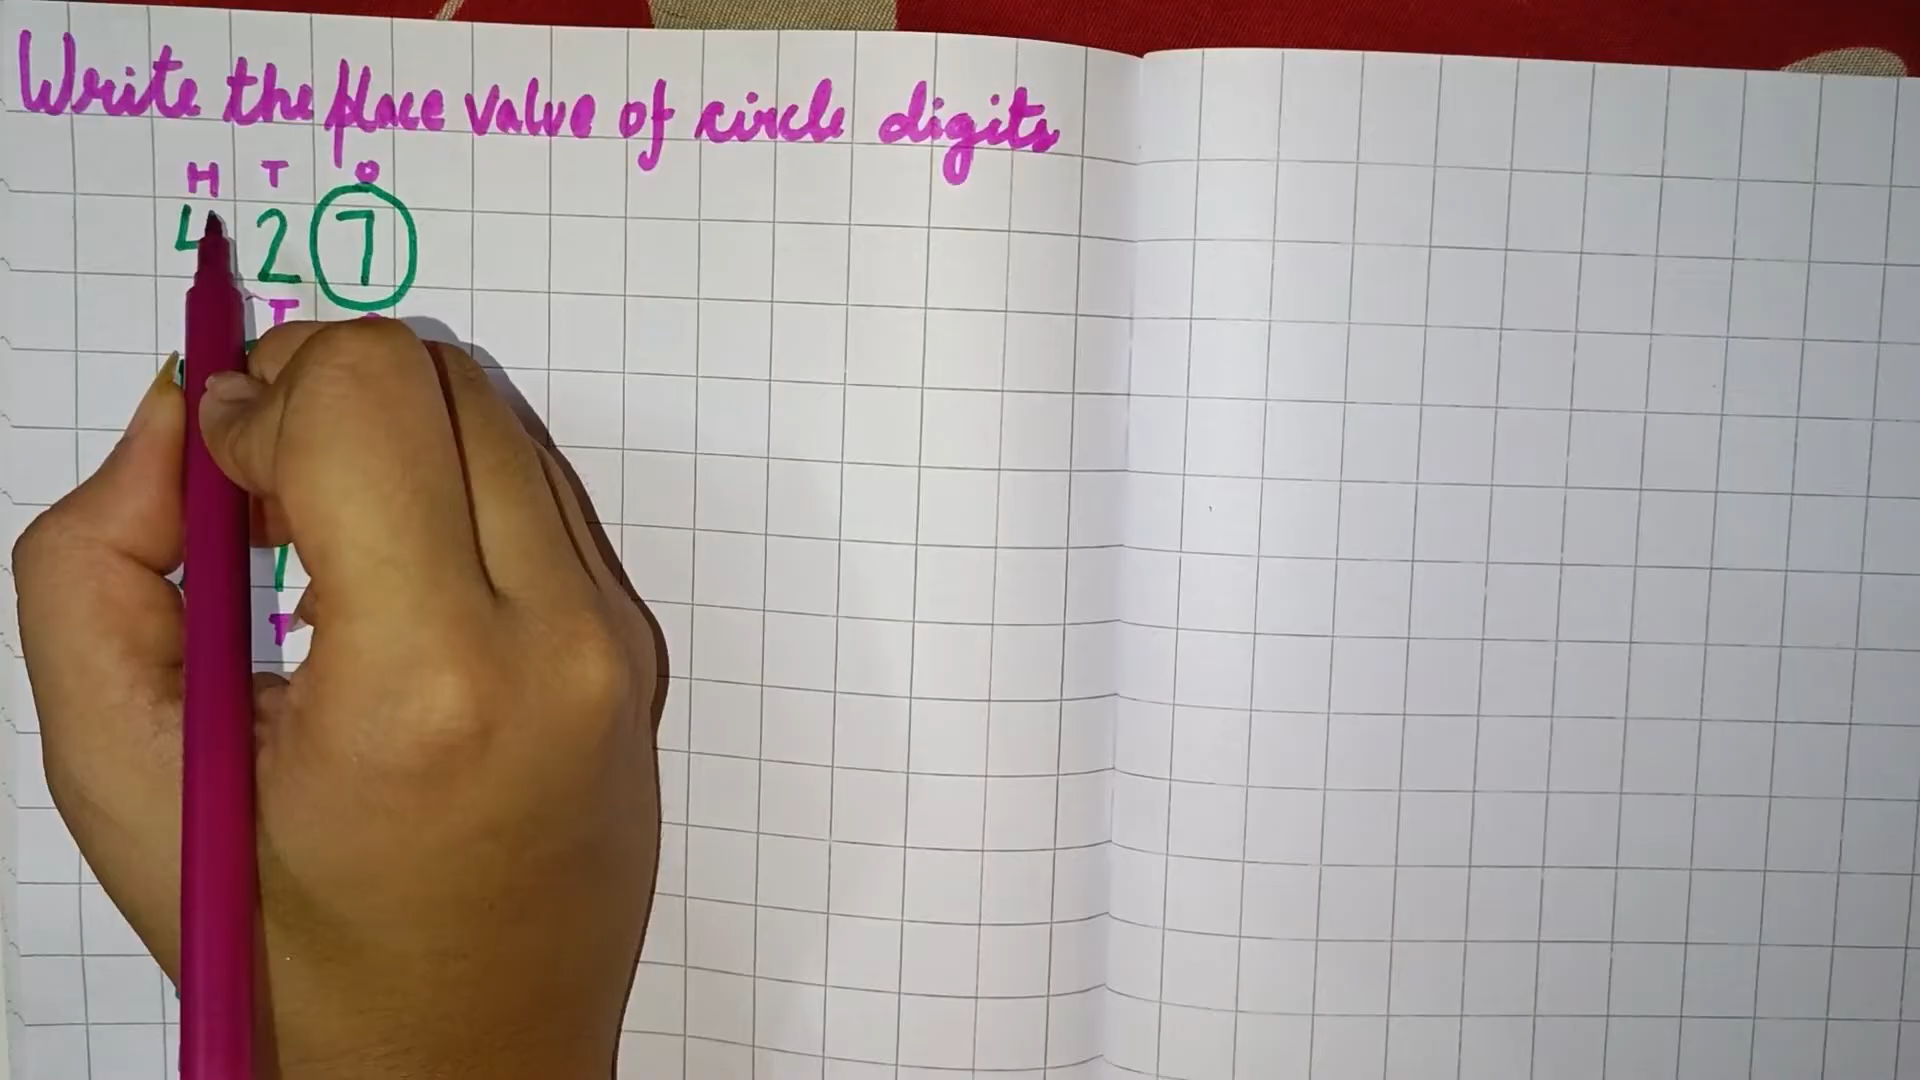 Write the place value of circle digits
H T O
4 2 7
T
T